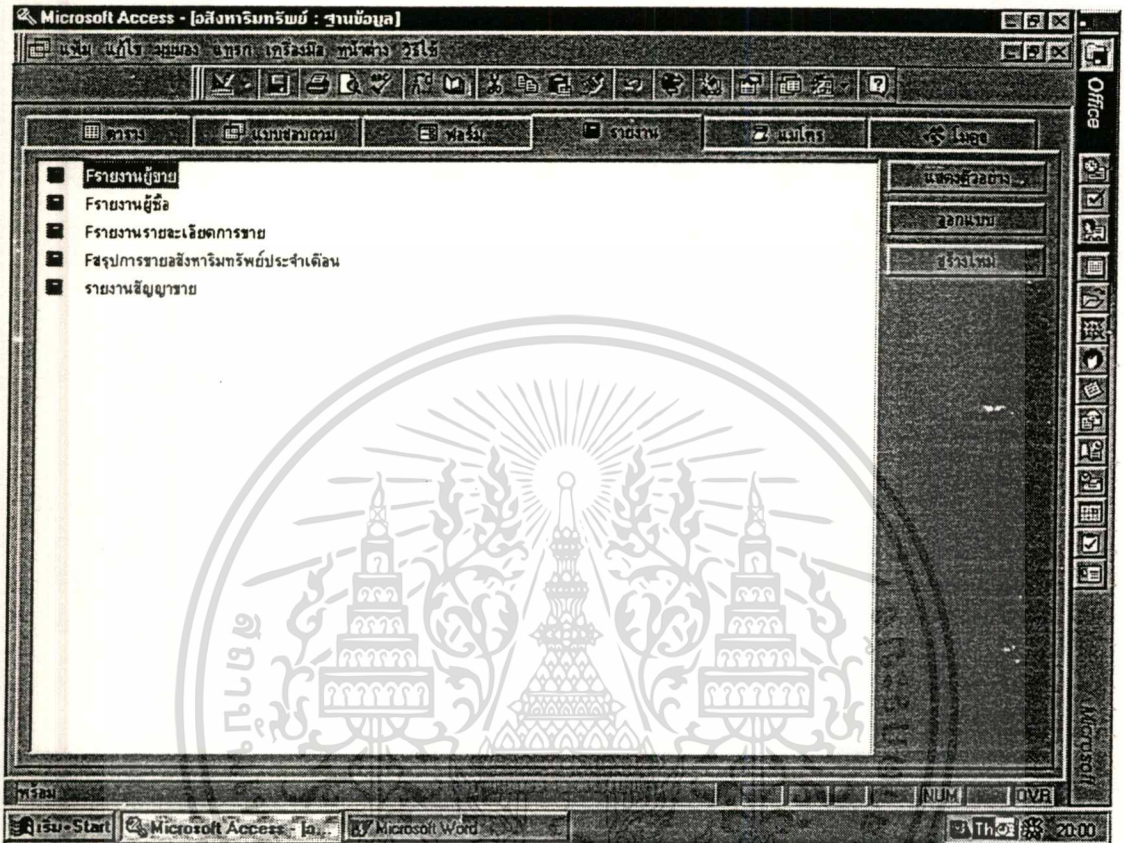 Microsoft Access - [อสังหาริมทรัพย์ : ฐานข้อมูล]
แฟ้ม แก้ไข มุมมอง แทรก เครื่องมือ หน้าต่าง วิธีใช้
ตาราง แบบสอบถาม ฟอร์ม รายงาน แมโคร โมดูล
Fรายงานผู้ขาย
Fรายงานผู้ซื้อ
Fรายงานรายละเอียดการขาย
Fสรุปการขายอสังหาริมทรัพย์ประจำเดือน
รายงานสัญญาขาย
แสดงตัวอย่าง
ออกแบบ
สร้างใหม่
Office
Microsoft
พร้อม
NUM OVR
เริ่ม-Start Microsoft Access - [อ... Microsoft Word
Th 20:00